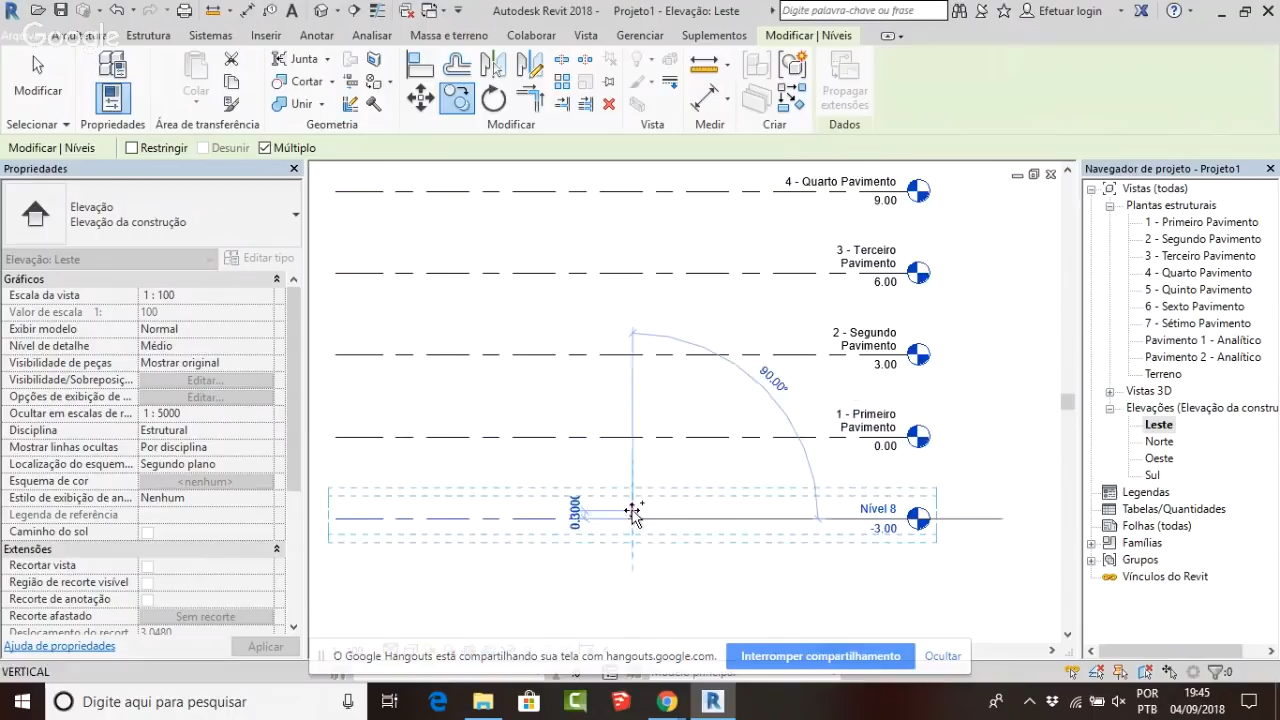 Autodesk Revit 2018 - Projeto1 - Elevação: Leste
Digite palavra-chave ou frase
Efetuar login
Google
Estrutura
Sistemas
Inserir
Anotar
Analisar
Massa e terreno
Colaborar
Vista
Gerenciar
Suplementos
Modificar | Níveis
Modificar
Colar
Junta
Cortar
Unir
Propagar
extensões
Selecionar
Propriedades
Área de transferência
Geometria
Modificar
Vista
Medir
Criar
Dados
Modificar | Níveis
Restringir
Desunir
Múltiplo
Propriedades
Elevação
Elevação da construção
Elevação: Leste
Editar tipo
Gráficos
Escala da vista 1 : 100
Valor de escala 1: 100
Exibir modelo Normal
Nível de detalhe Médio
Visibilidade de peças Mostrar original
Visibilidade/Sobreposiç... Editar...
Opções de exibição de ... Editar...
Ocultar em escalas de r... 1 : 5000
Disciplina Estrutural
Mostrar linhas ocultas Por disciplina
Localização do esquem... Segundo plano
Esquema de cor <nenhum>
Estilo de exibição de an... Nenhum
Legenda de referência
Caminho do sol
Extensões
Recortar vista
Região de recorte visível
Recorte de anotação
Recorte afastado Sem recorte
Deslocamento do recort 3.0480
Ajuda de propriedades
Aplicar
VERTICAL
4 - Quarto Pavimento
9.00
3 - Terceiro
Pavimento
6.00
2 - Segundo
Pavimento
3.00
90.00°
1 - Primeiro
Pavimento
0.00
0.3000
Nível 8
-3.00
Navegador de projeto - Projeto1
Vistas (todas)
Plantas estruturais
1 - Primeiro Pavimento
2 - Segundo Pavimento
3 - Terceiro Pavimento
4 - Quarto Pavimento
5 - Quinto Pavimento
6 - Sexto Pavimento
7 - Sétimo Pavimento
Pavimento 1 - Analítico
Pavimento 2 - Analítico
Terreno
Vistas 3D
Elevações (Elevação da constru
Leste
Norte
Oeste
Sul
Legendas
Tabelas/Quantidades
Folhas (todas)
Famílias
Grupos
Vínculos do Revit
O Google Hangouts está compartilhando sua tela com hangouts.google.com.
Interromper compartilhamento
Ocultar
:0
Digite aqui para pesquisar
POR
PTB
19:45
04/09/2018